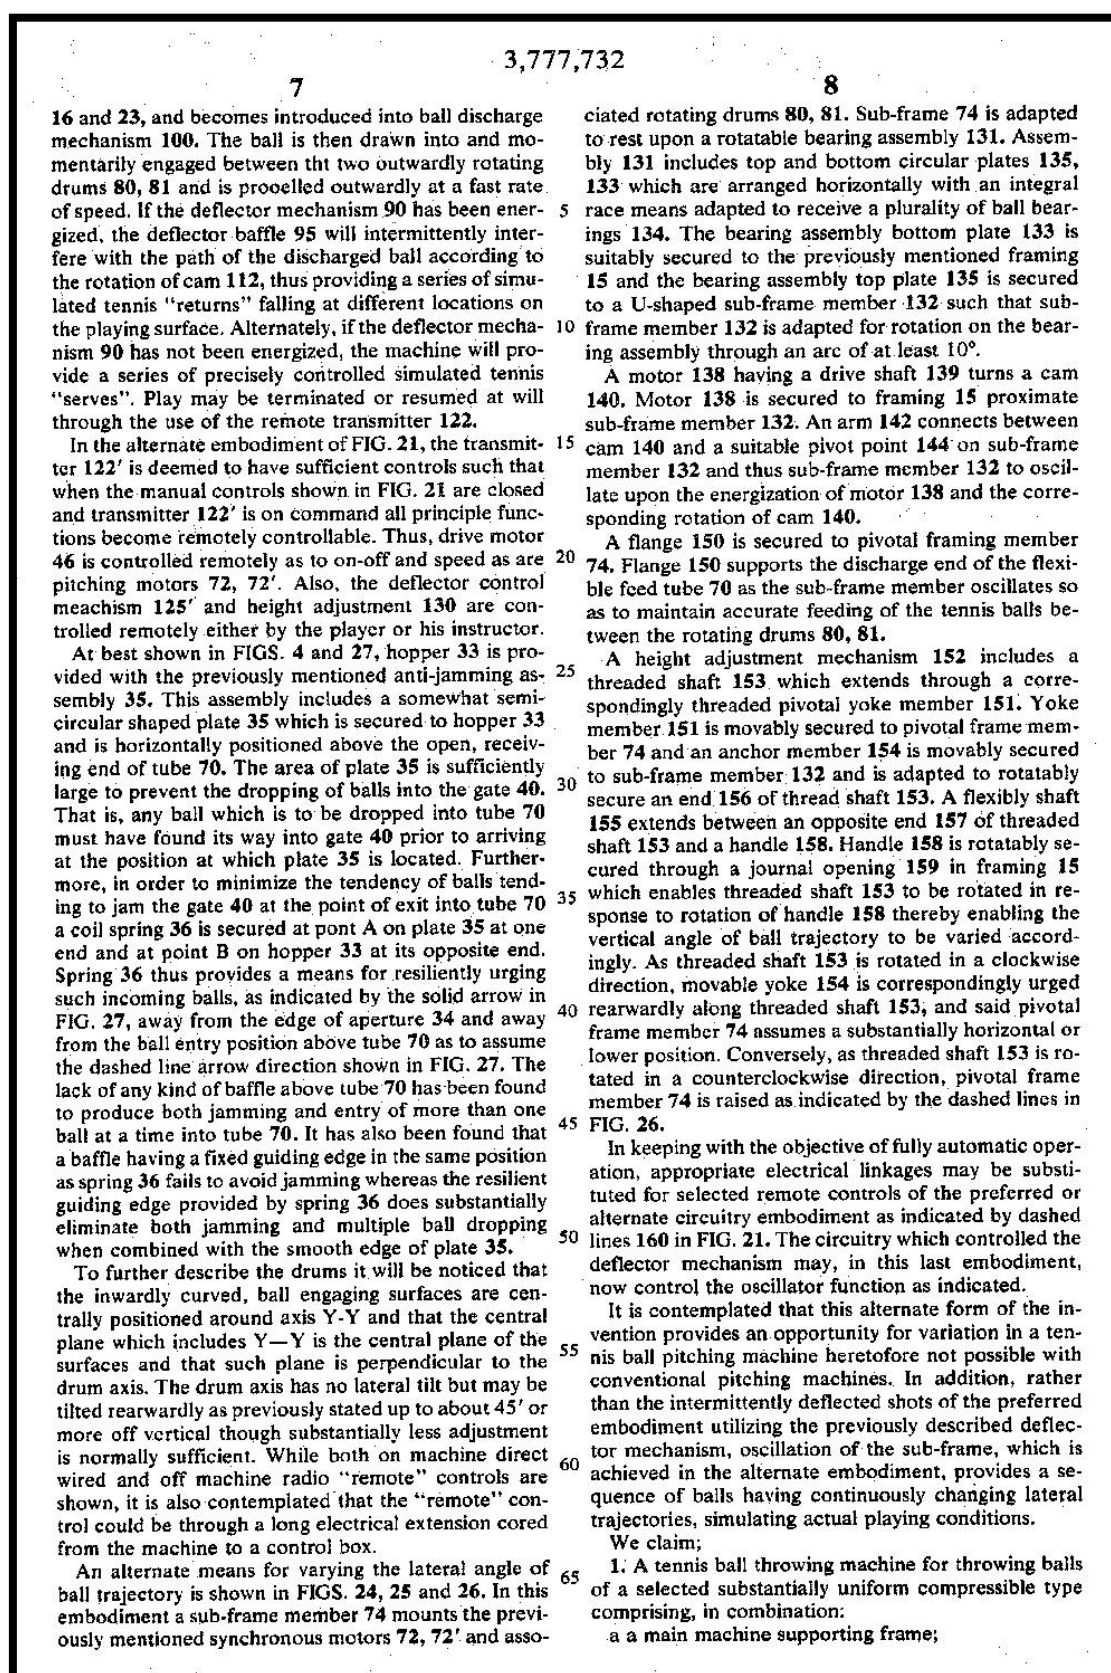 3,777,732
7
16 and 23, and becomes introduced into ball discharge
mechanism 100. The ball is then drawn into and mo-
mentarily engaged between tht two outwardly rotating
drums 80, 81 and is prooelled outwardly at a fast rate
of speed. If the deflector mechanism 90 has been ener-
gized, the deflector baffle 95 will intermittently inter-
fere with the path of the discharged ball according to
the rotation of cam 112, thus providing a series of simu-
lated tennis "returns" falling at different locations on
the playing surface. Alternately, if the deflector mecha-
nism 90 has not been energized, the machine will pro-
vide a series of precisely controlled simulated tennis
"serves". Play may be terminated or resumed at will
through the use of the remote transmitter 122.
In the alternate embodiment of FIG. 21, the transmit-
ter 122' is deemed to have sufficient controls such that
when the manual controls shown in FIG. 21 are closed
and transmitter 122' is on command all principle func-
tions become remotely controllable. Thus, drive motor
46 is controlled remotely as to on-off and speed as are
pitching motors 72, 72'. Also, the deflector control
meachism 125' and height adjustment 130 are con-
trolled remotely either by the player or his instructor.
At best shown in FIGS. 4 and 27, hopper 33 is pro-
vided with the previously mentioned anti-jamming as-
sembly 35. This assembly includes a somewhat semi-
circular shaped plate 35 which is secured to hopper 33
and is horizontally positioned above the open, receiv-
ing end of tube 70. The area of plate 35 is sufficiently
large to prevent the dropping of balls into the gate 40.
That is, any ball which is to be dropped into tube 70
must have found its way into gate 40 prior to arriving
at the position at which plate 35 is located. Further-
more, in order to minimize the tendency of balls tend-
ing to jam the gate 40 at the point of exit into tube 70
a coil spring 36 is secured at pont A on plate 35 at one
end and at point B on hopper 33 at its opposite end.
Spring 36 thus provides a means for resiliently urging
such incoming balls, as indicated by the solid arrow in
FIG. 27, away from the edge of aperture 34 and away
from the ball entry position above tube 70 as to assume
the dashed line arrow direction shown in FIG. 27. The
lack of any kind of baffle above tube 70 has been found
to produce both jamming and entry of more than one
ball at a time into tube 70. It has also been found that
a baffle having a fixed guiding edge in the same position
as spring 36 fails to avoid jamming whereas the resilient
guiding edge provided by spring 36 does substantially
eliminate both jamming and multiple ball dropping
when combined with the smooth edge of plate 35.
To further describe the drums it will be noticed that
the inwardly curved, ball engaging surfaces are cen-
trally positioned around axis Y-Y and that the central
plane which includes Y—Y is the central plane of the
surfaces and that such plane is perpendicular to the
drum axis. The drum axis has no lateral tilt but may be
tilted rearwardly as previously stated up to about 45' or
more off vertical though substantially less adjustment
is normally sufficient. While both on machine direct
wired and off machine radio "remote" controls are
shown, it is also contemplated that the "remote" con-
trol could be through a long electrical extension cored
from the machine to a control box.
An alternate means for varying the lateral angle of
ball trajectory is shown in FIGS. 24, 25 and 26. In this
embodiment a sub-frame member 74 mounts the previ-
ously mentioned synchronous motors 72, 72' and asso-
5
10
15
20
25
30
35
40
45
50
55
60
65
8
ciated rotating drums 80, 81. Sub-frame 74 is adapted
to rest upon a rotatable bearing assembly 131. Assem-
bly 131 includes top and bottom circular plates 135,
133 which are arranged horizontally with an integral
race means adapted to receive a plurality of ball bear-
ings 134. The bearing assembly bottom plate 133 is
suitably secured to the previously mentioned framing
15 and the bearing assembly top plate 135 is secured
to a U-shaped sub-frame member 132 such that sub-
frame member 132 is adapted for rotation on the bear-
ing assembly through an arc of at least 10°.
A motor 138 having a drive shaft 139 turns a cam
140. Motor 138 is secured to framing 15 proximate
sub-frame member 132. An arm 142 connects between
cam 140 and a suitable pivot point 144 on sub-frame
member 132 and thus sub-frame member 132 to oscil-
late upon the energization of motor 138 and the corre-
sponding rotation of cam 140.
A flange 150 is secured to pivotal framing member
74. Flange 150 supports the discharge end of the flexi-
ble feed tube 70 as the sub-frame member oscillates so
as to maintain accurate feeding of the tennis balls be-
tween the rotating drums 80, 81.
A height adjustment mechanism 152 includes a
threaded shaft 153 which extends through a corre-
spondingly threaded pivotal yoke member 151. Yoke
member 151 is movably secured to pivotal frame mem-
ber 74 and an anchor member 154 is movably secured
to sub-frame member 132 and is adapted to rotatably
secure an end 156 of thread shaft 153. A flexibly shaft
155 extends between an opposite end 157 of threaded
shaft 153 and a handle 158. Handle 158 is rotatably se-
cured through a journal opening 159 in framing 15
which enables threaded shaft 153 to be rotated in re-
sponse to rotation of handle 158 thereby enabling the
vertical angle of ball trajectory to be varied accord-
ingly. As threaded shaft 153 is rotated in a clockwise
direction, movable yoke 154 is correspondingly urged
rearwardly along threaded shaft 153, and said pivotal
frame member 74 assumes a substantially horizontal or
lower position. Conversely, as threaded shaft 153 is ro-
tated in a counterclockwise direction, pivotal frame
member 74 is raised as indicated by the dashed lines in
FIG. 26.
In keeping with the objective of fully automatic oper-
ation, appropriate electrical linkages may be substi-
tuted for selected remote controls of the preferred or
alternate circuitry embodiment as indicated by dashed
lines 160 in FIG. 21. The circuitry which controlled the
deflector mechanism may, in this last embodiment,
now control the oscillator function as indicated.
It is contemplated that this alternate form of the in-
vention provides an opportunity for variation in a ten-
nis ball pitching machine heretofore not possible with
conventional pitching machines. In addition, rather
than the intermittently deflected shots of the preferred
embodiment utilizing the previously described deflec-
tor mechanism, oscillation of the sub-frame, which is
achieved in the alternate embodiment, provides a se-
quence of balls having continuously changing lateral
trajectories, simulating actual playing conditions.
We claim;
1. A tennis ball throwing machine for throwing balls
of a selected substantially uniform compressible type
comprising, in combination:
a a main machine supporting frame;